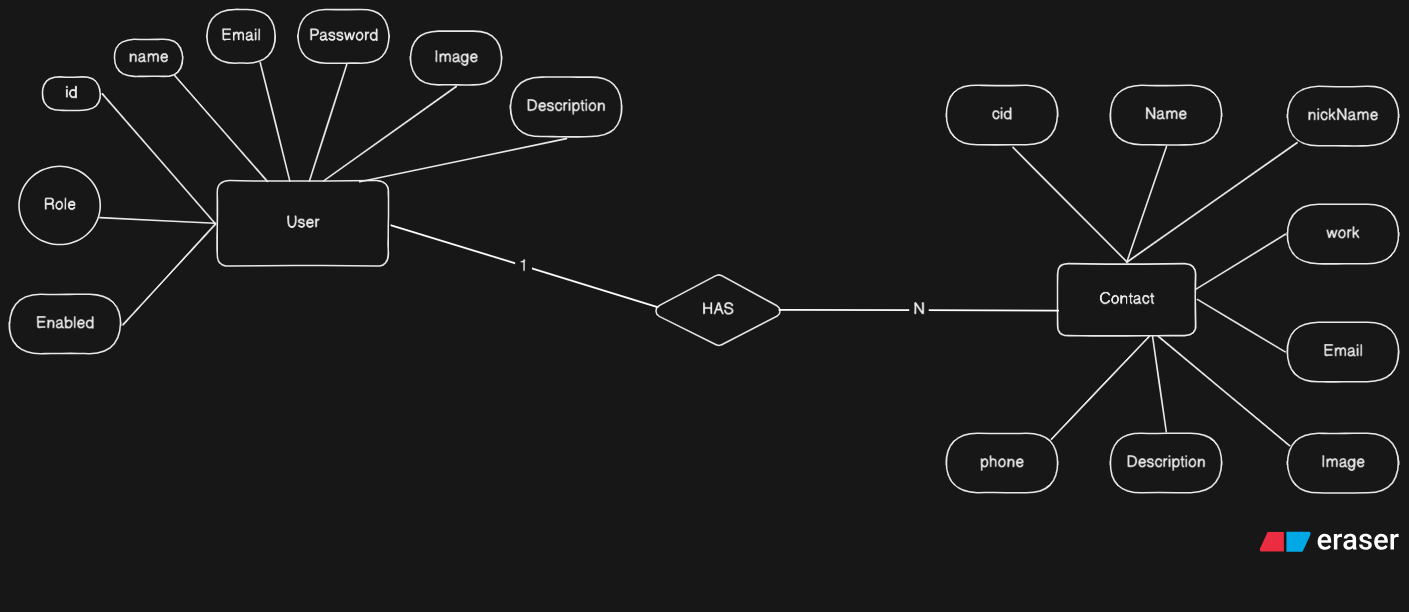 Email
Password
name
Image
id
Description
Role
User
Enabled
1
HAS
N
cid
Name
nickName
work
Contact
Email
phone
Description
Image
eraser